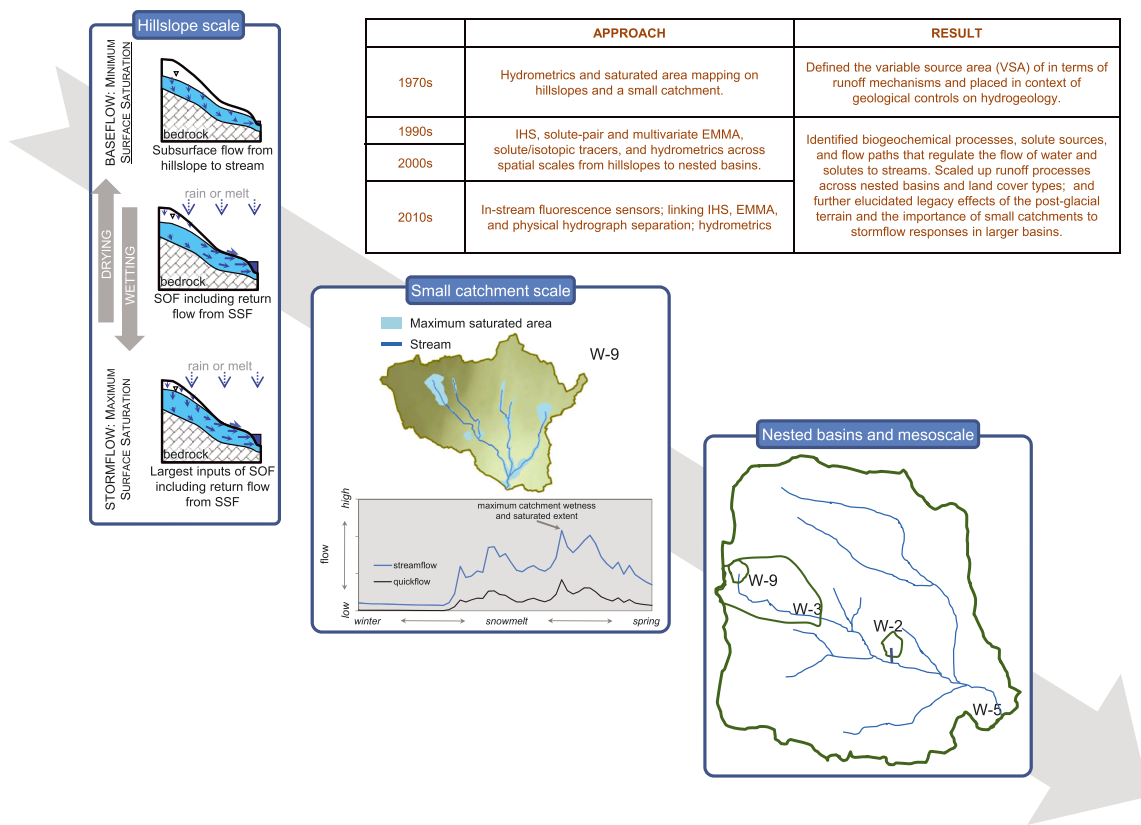 Hillslope scale
BASEFLOW: MINIMUM
SURFACE SATURATION
bedrock
Subsurface flow from
hillslope to stream
DRYING
WETTING
rain or melt
bedrock
SOF including return
flow from SSF
STORMFLOW: MAXIMUM
SURFACE SATURATION
rain or melt
bedrock
Largest inputs of SOF
including return flow
from SSF
APPROACH
RESULT
1970s
Hydrometrics and saturated area mapping on
hillslopes and a small catchment.
Defined the variable source area (VSA) of in terms of
runoff mechanisms and placed in context of
geological controls on hydrogeology.
1990s
2000s
IHS, solute-pair and multivariate EMMA,
solute/isotopic tracers, and hydrometrics across
spatial scales from hillslopes to nested basins.
2010s
In-stream fluorescence sensors; linking IHS, EMMA,
and physical hydrograph separation; hydrometrics
Identified biogeochemical processes, solute sources,
and flow paths that regulate the flow of water and
solutes to streams. Scaled up runoff processes
across nested basins and land cover types; and
further elucidated legacy effects of the post-glacial
terrain and the importance of small catchments to
stormflow responses in larger basins.
Small catchment scale
Maximum saturated area
Stream
W-9
high
flow
low
maximum catchment wetness
and saturated extent
streamflow
quickflow
winter
snowmelt
spring
Nested basins and mesoscale
W-9
W-3
W-2
W-5